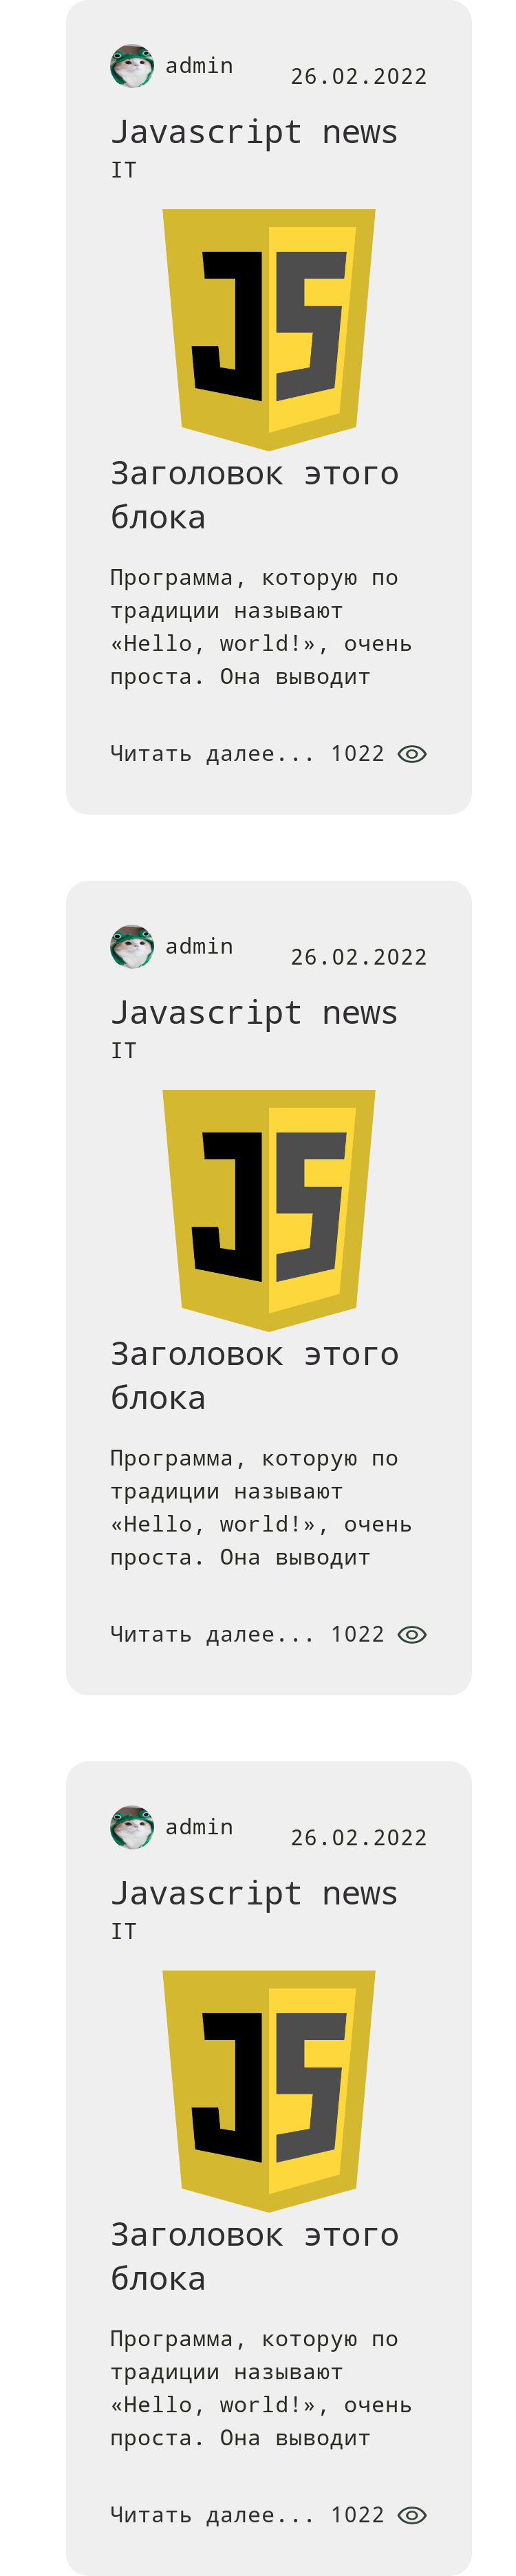 admin 26.02.2022
Javascript news
IT
JS
Заголовок этого
блока
Программа, которую по
традиции называют
«Hello, world!», очень
проста. Она выводит
Читать далее... 1022
admin 26.02.2022
Javascript news
IT
JS
Заголовок этого
блока
Программа, которую по
традиции называют
«Hello, world!», очень
проста. Она выводит
Читать далее... 1022
admin 26.02.2022
Javascript news
IT
JS
Заголовок этого
блока
Программа, которую по
традиции называют
«Hello, world!», очень
проста. Она выводит
Читать далее... 1022